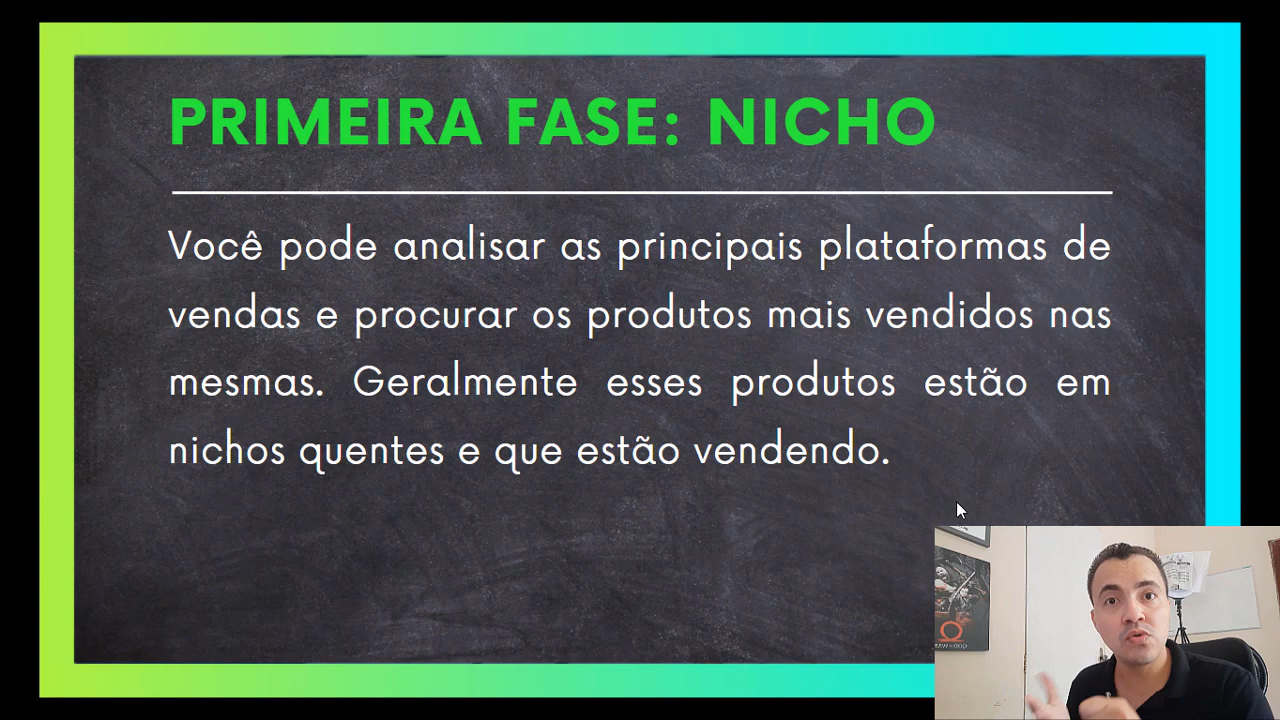 PRIMEIRA FASE: NICHO
Você pode analisar as principais plataformas de
vendas e procurar os produtos mais vendidos nas
mesmas. Geralmente esses produtos estão em
nichos quentes e que estão vendendo.